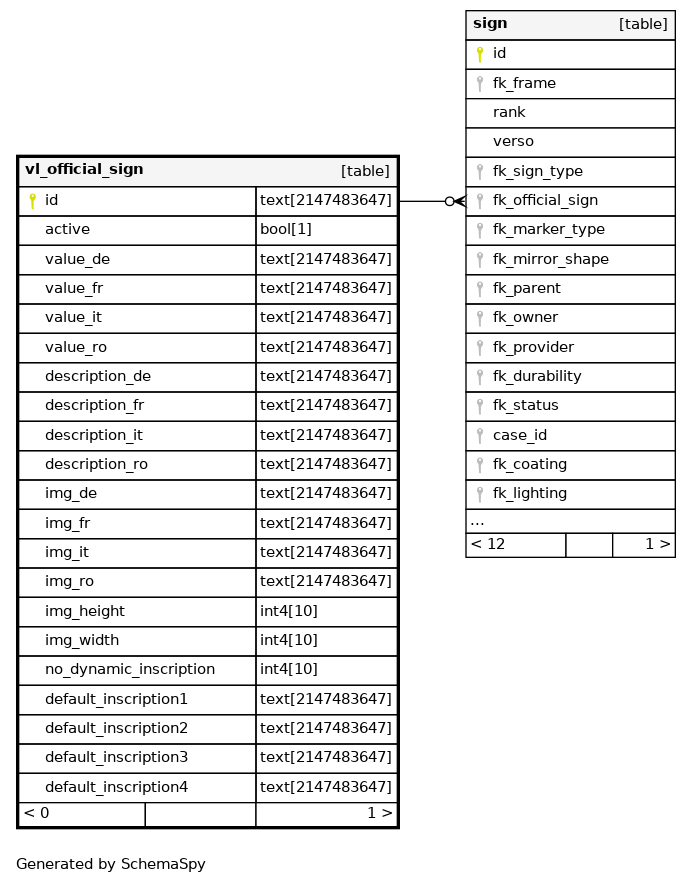 sign [table]
id
fk_frame
rank
verso
fk_sign_type
fk_official_sign
fk_marker_type
fk_mirror_shape
fk_parent
fk_owner
fk_provider
fk_durability
fk_status
case_id
fk_coating
fk_lighting
...
< 12 1 >
vl_official_sign [table]
id text[2147483647]
active bool[1]
value_de text[2147483647]
value_fr text[2147483647]
value_it text[2147483647]
value_ro text[2147483647]
description_de text[2147483647]
description_fr text[2147483647]
description_it text[2147483647]
description_ro text[2147483647]
img_de text[2147483647]
img_fr text[2147483647]
img_it text[2147483647]
img_ro text[2147483647]
img_height int4[10]
img_width int4[10]
no_dynamic_inscription int4[10]
default_inscription1 text[2147483647]
default_inscription2 text[2147483647]
default_inscription3 text[2147483647]
default_inscription4 text[2147483647]
< 0 1 >
Generated by SchemaSpy